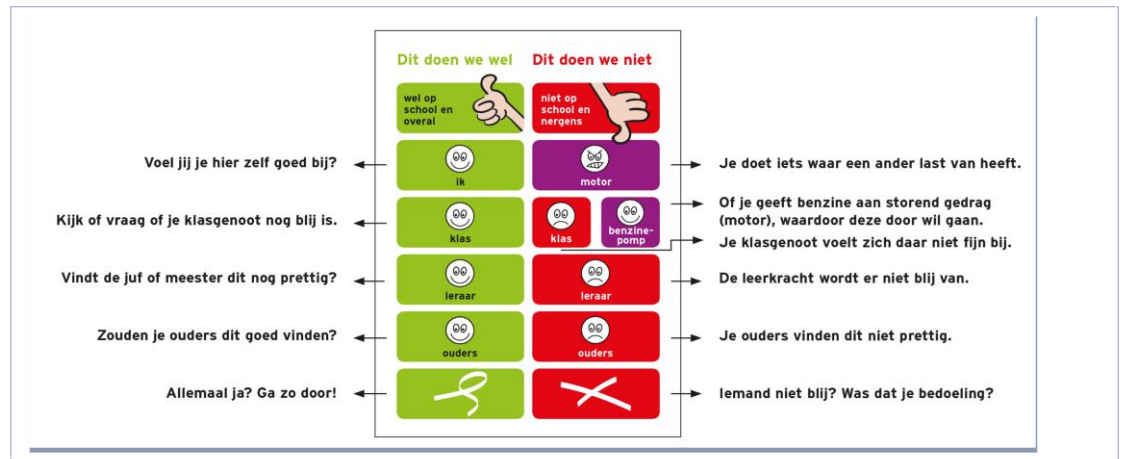 Dit doen we wel
Dit doen we niet
wel op
school en
overal
niet op
school en
nergens
Voel jij je hier zelf goed bij?
ik
motor
Je doet iets waar een ander last van heeft.
Kijk of vraag of je klasgenoot nog blij is.
klas
klas
benzine-
pomp
Of je geeft benzine aan storend gedrag
(motor), waardoor deze door wil gaan.
Je klasgenoot voelt zich daar niet fijn bij.
Vindt de juf of meester dit nog prettig?
leraar
leraar
De leerkracht wordt er niet blij van.
Zouden je ouders dit goed vinden?
ouders
ouders
Je ouders vinden dit niet prettig.
Allemaal ja? Ga zo door!
Iemand niet blij? Was dat je bedoeling?